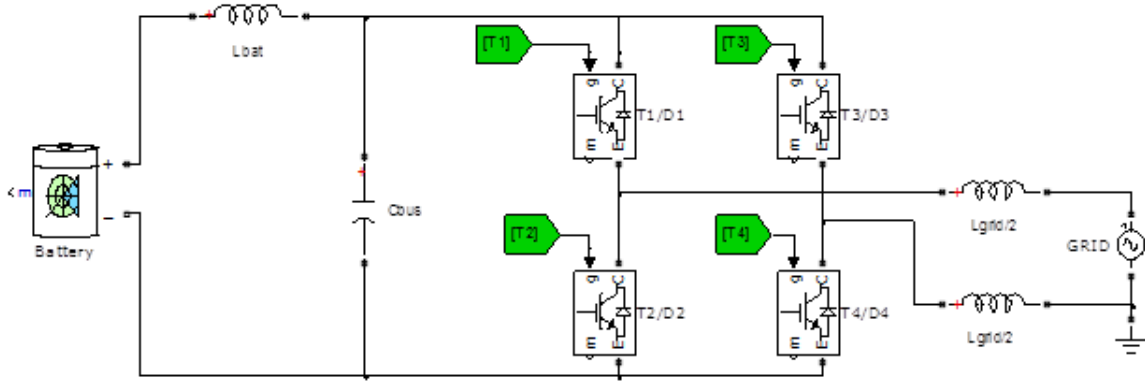 [T1]
[T3]
Lbat
g C
T1/D1
m E
g C
T3/D3
m E
+
< m
−
Battery
Cbus
[T2]
[T4]
Lgrid/2
GRID
g C
T2/D2
m E
g C
T4/D4
m E
Lgrid/2